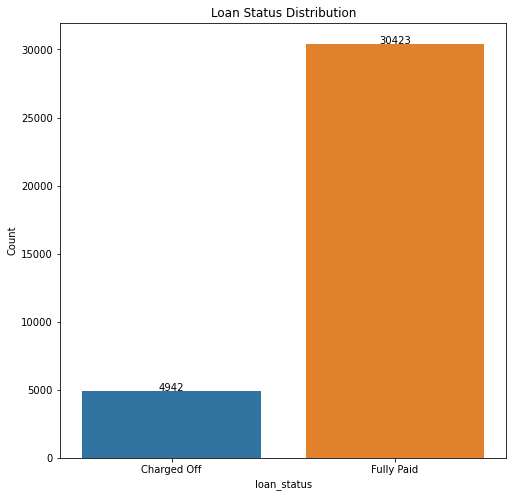 Loan Status Distribution
30423
30000
25000
20000
15000
10000
5000
0
4942
Count
Charged Off
Fully Paid
loan_status